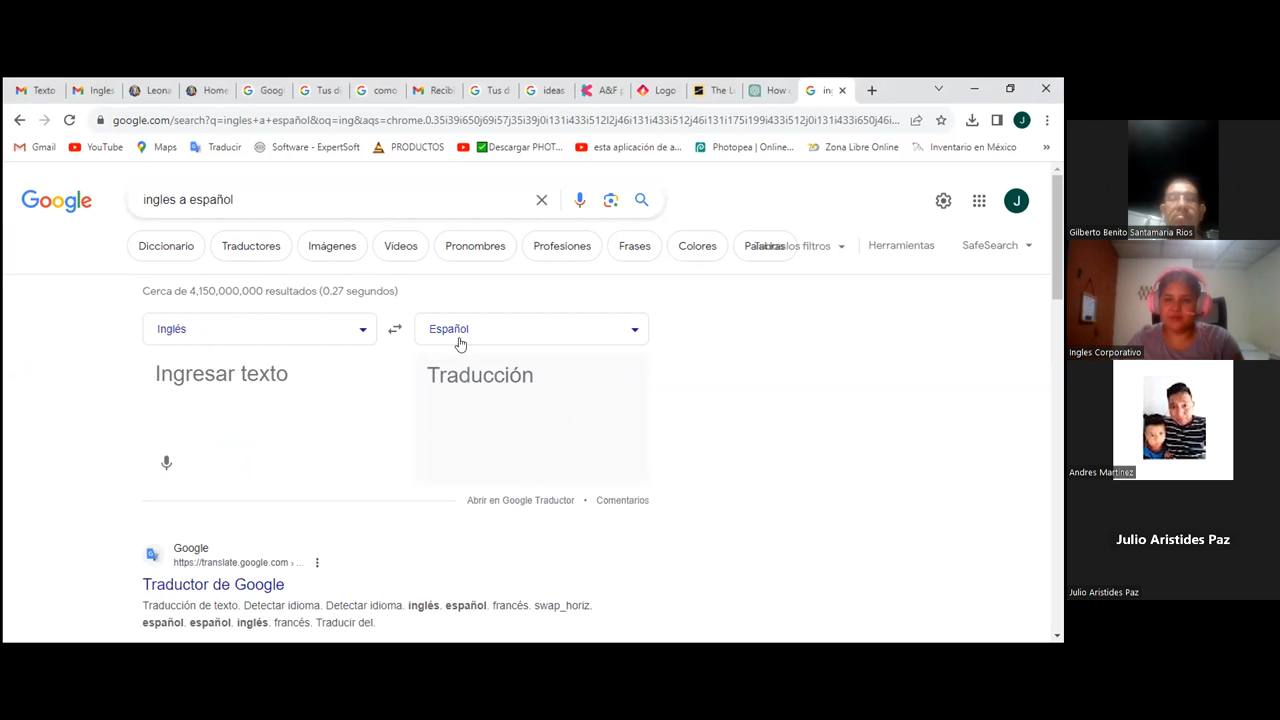 Texto
Ingles
Leona
Home
Googl
Tus di
como
Recib
Tus d
ideas
A&F p
Logo
The L
How c
in
google.com/search?q=ingles+a+español&oq=ing&aqs=chrome.0.35i39i650j69i57j35i39j0i131i433i512l2j46i131i433i512j46i131i175i199i433i512j0i131i433i650j46i...
J
Gmail
YouTube
Maps
Traducir
Software - ExpertSoft
PRODUCTOS
Descargar PHOT...
esta aplicación de a...
Photopea | Online...
Zona Libre Online
Inventario en México
»
Google
ingles a español
J
Diccionario
Traductores
Imágenes
Videos
Pronombres
Profesiones
Frases
Colores
Palabras
los filtros
Herramientas
SafeSearch
Cerca de 4,150,000,000 resultados (0.27 segundos)
Inglés
Español
Ingresar texto
Traducción
Abrir en Google Traductor • Comentarios
Google
https://translate.google.com › ...
Traductor de Google
Traducción de texto. Detectar idioma. Detectar idioma. inglés. español. francés. swap_horiz.
español. español. inglés. francés. Traducir del.
Gilberto Benito Santamaria Rios
Ingles Corporativo
Andres Martinez
Julio Aristides Paz
Julio Aristides Paz